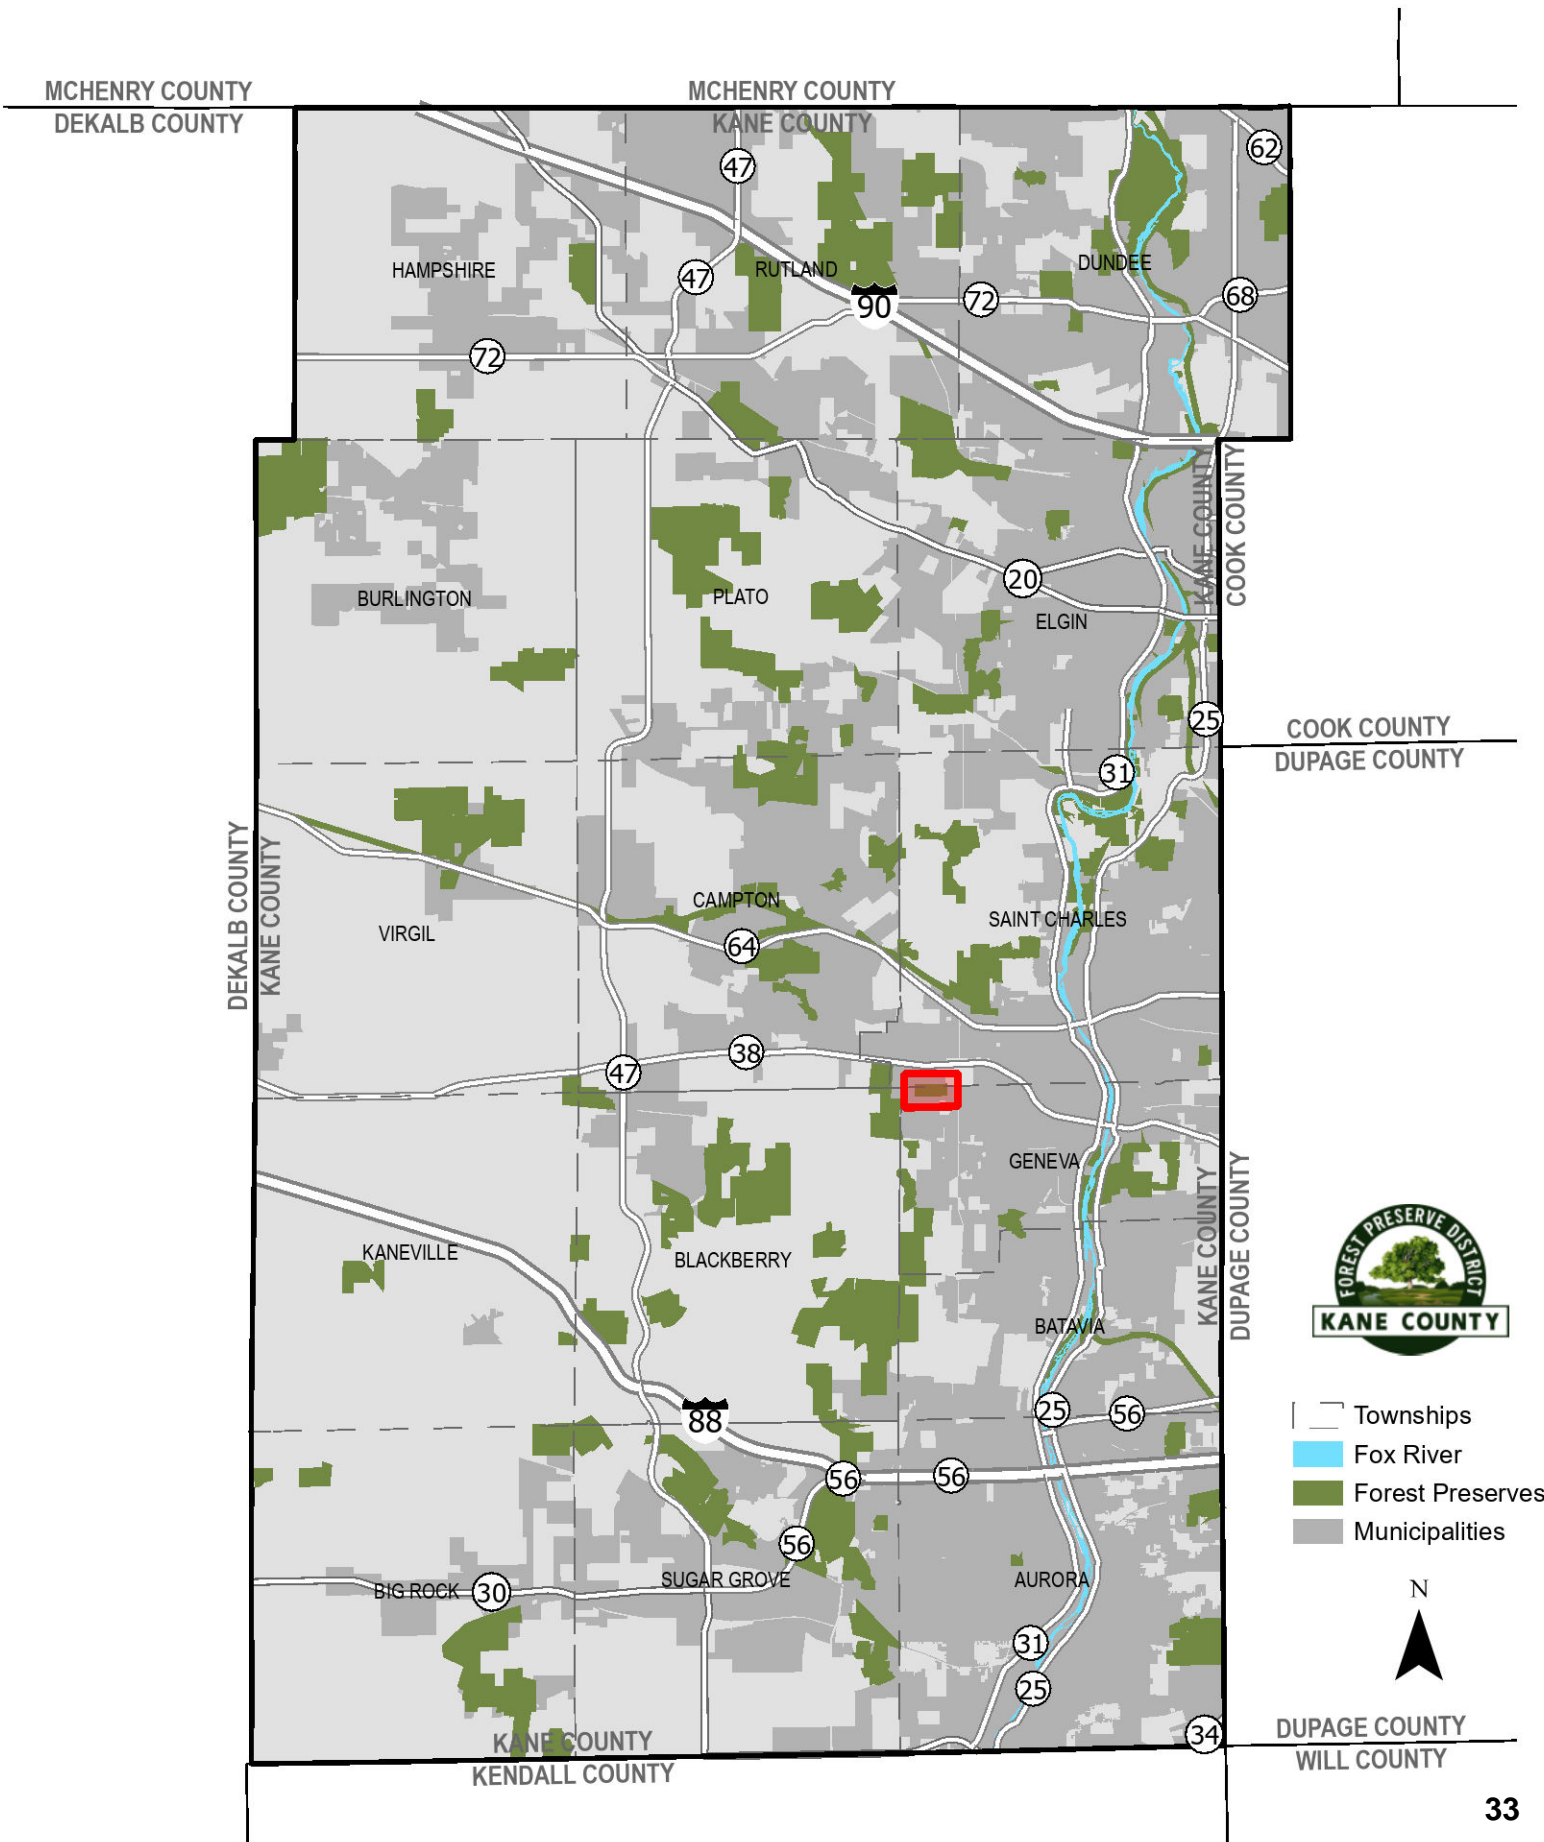 MCHENRY COUNTY
MCHENRY COUNTY
DEKALB COUNTY
KANE COUNTY
62
47
HAMPSHIRE
47
RUTLAND
DUNDEE
90
72
68
72
KANE COUNTY
COOK COUNTY
20
BURLINGTON
PLATO
ELGIN
25
COOK COUNTY
DUPAGE COUNTY
31
DEKALB COUNTY
KANE COUNTY
CAMPTON
SAINT CHARLES
VIRGIL
64
38
47
GENEVA
KANE COUNTY
DUPAGE COUNTY
KANEVILLE
BLACKBERRY
FOREST PRESERVE DISTRICT
KANE COUNTY
BATAVIA
25
56
88
Townships
Fox River
56
56
Forest Preserves
Municipalities
56
SUGAR GROVE
AURORA
BIG ROCK
30
N
31
25
34
KANE COUNTY
KENDALL COUNTY
DUPAGE COUNTY
WILL COUNTY
33